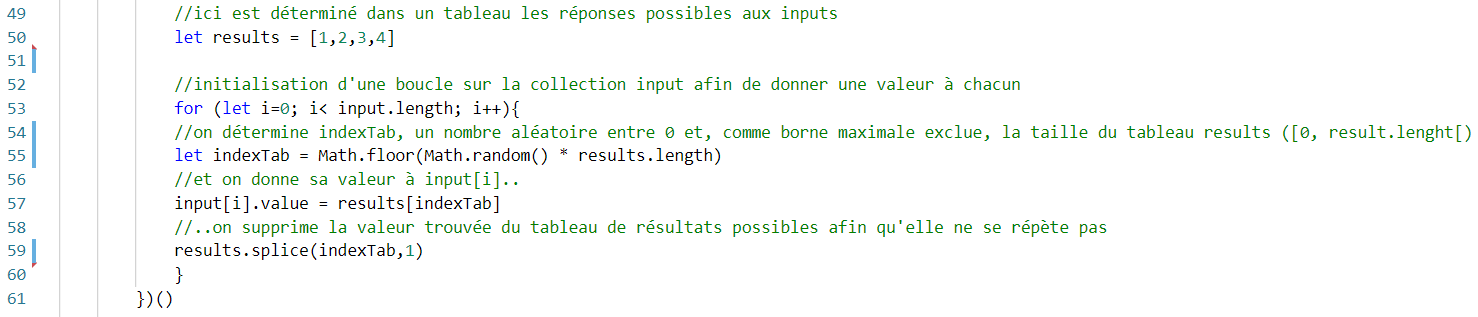 49 //ici est déterminé dans un tableau les réponses possibles aux inputs
50 let results = [1,2,3,4]
51
52 //initialisation d'une boucle sur la collection input afin de donner une valeur à chacun
53 for (let i=0; i< input.length; i++){
54 //on détermine indexTab, un nombre aléatoire entre 0 et, comme borne maximale exclue, la taille du tableau results ([0, result.lenght[)
55 let indexTab = Math.floor(Math.random() * results.length)
56 //et on donne sa valeur à input[i]..
57 input[i].value = results[indexTab]
58 //..on supprime la valeur trouvée du tableau de résultats possibles afin qu'elle ne se répète pas
59 results.splice(indexTab,1)
60 }
61 })()